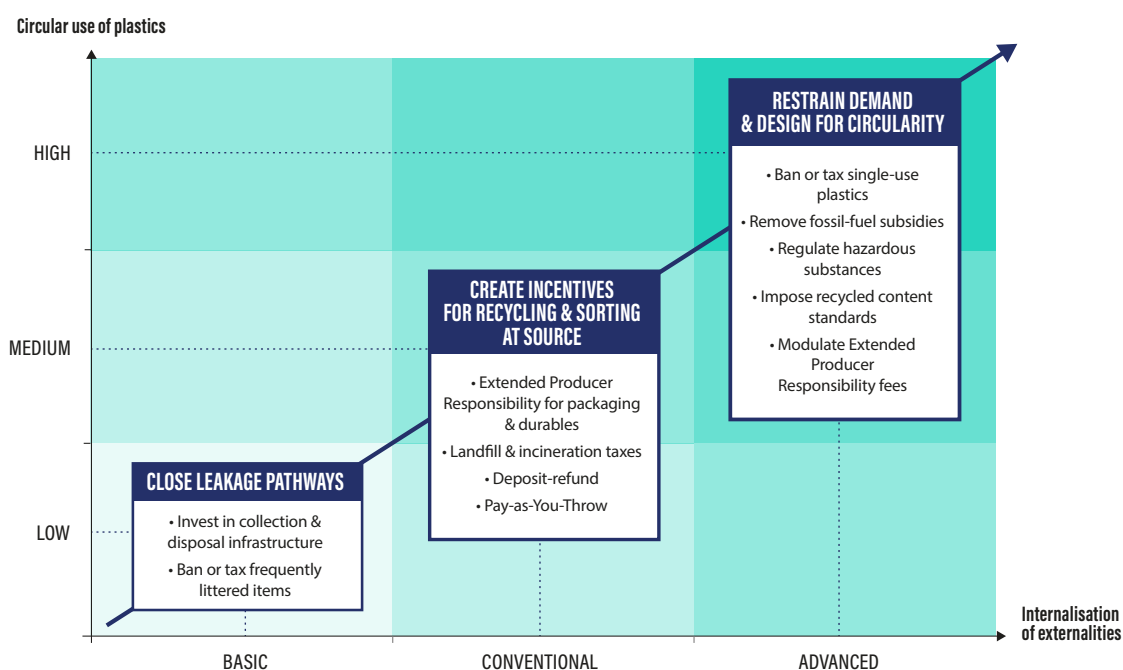 Circular use of plastics
HIGH
MEDIUM
LOW
RESTRAIN DEMAND
& DESIGN FOR CIRCULARITY
• Ban or tax single-use
plastics
• Remove fossil-fuel subsidies
• Regulate hazardous
substances
• Impose recycled content
standards
• Modulate Extended
Producer
Responsibility fees
CREATE INCENTIVES
FOR RECYCLING & SORTING
AT SOURCE
• Extended Producer
Responsibility for packaging
& durables
• Landfill & incineration taxes
• Deposit-refund
• Pay-as-You-Throw
CLOSE LEAKAGE PATHWAYS
• Invest in collection &
disposal infrastructure
• Ban or tax frequently
littered items
Internalisation
of externalities
BASIC
CONVENTIONAL
ADVANCED